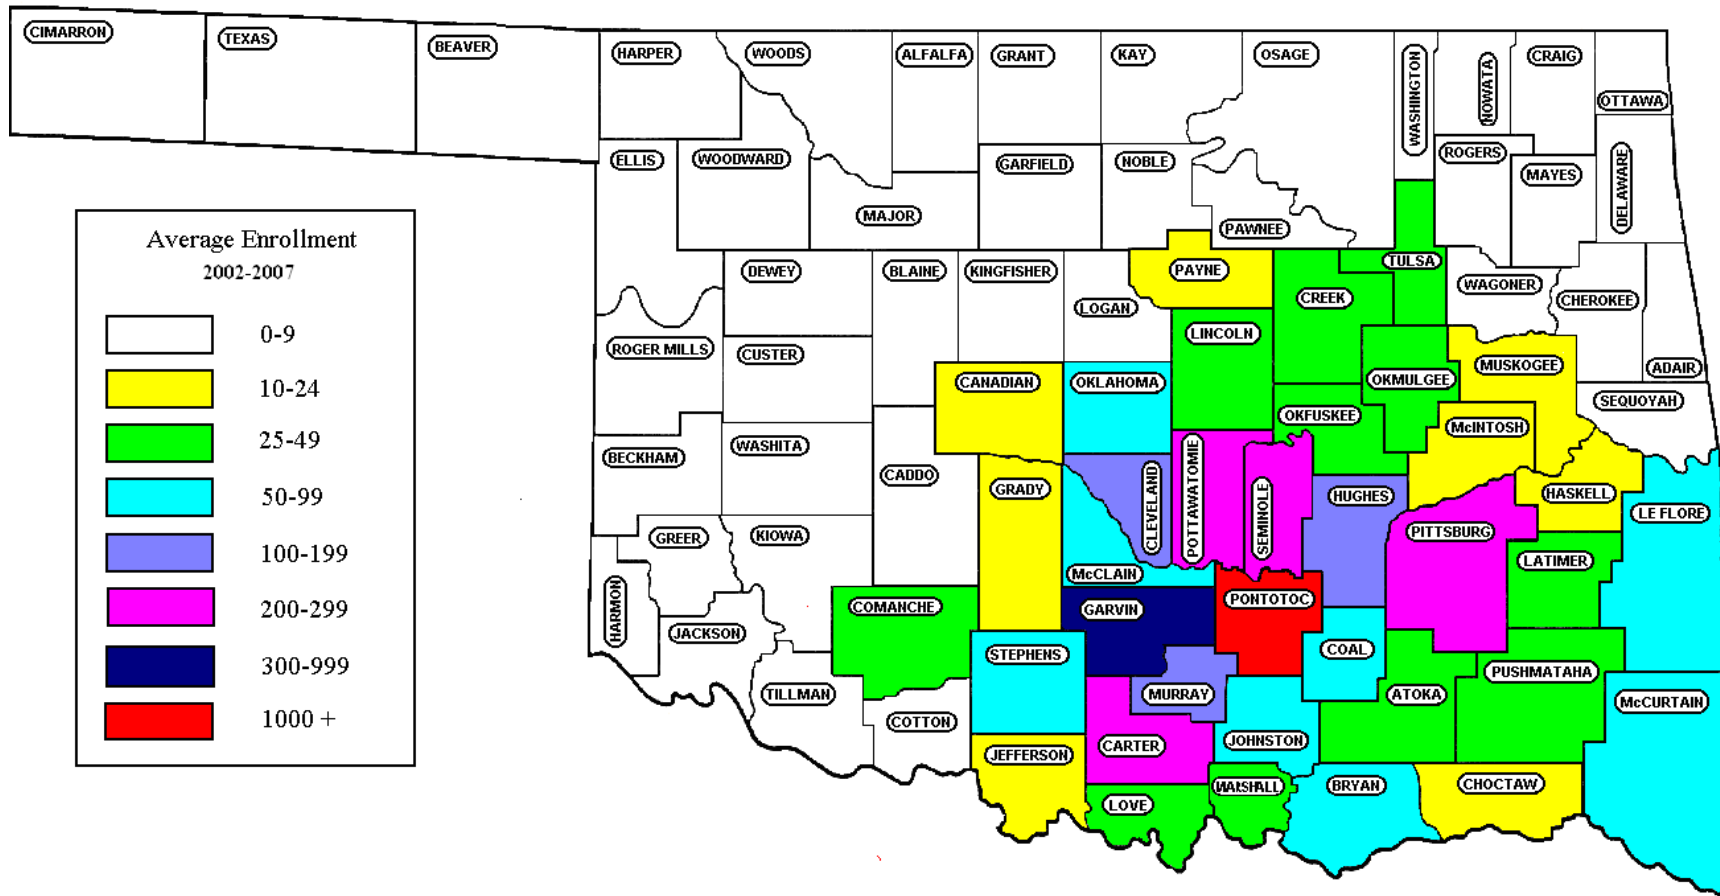 CIMARRON
TEXAS
BEAVER
HARPER
WOODS
ALFALFA
GRANT
KAY
OSAGE
WASHINGTON
NOWATA
CRAIG
OTTAWA
ELLIS
WOODWARD
GARFIELD
NOBLE
ROGERS
MAYES
DELAWARE
MAJOR
PAWNEE
Average Enrollment
2002-2007
0-9
10-24
25-49
50-99
100-199
200-299
300-999
1000 +
DEWEY
BLAINE
KINGFISHER
LOGAN
PAYNE
CREEK
TULSA
WAGONER
CHEROKEE
ROGER MILLS
CUSTER
LINCOLN
CANADIAN
OKLAHOMA
OKMULGEE
MUSKOGEE
ADAIR
SEQUOYAH
BECKHAM
WASHITA
CADDO
GRADY
CLEVELAND
POTTAWATOMIE
SEMINOLE
OKFUSKEE
HUGHES
McINTOSH
HASKELL
LE FLORE
PITTSBURG
GREER
KIOWA
HARMON
JACKSON
COMANCHE
McCLAIN
GARVIN
PONTOTOC
LATIMER
COAL
STEPHENS
TILLMAN
COTTON
MURRAY
ATOKA
PUSHMATAHA
McCURTAIN
JEFFERSON
CARTER
JOHNSTON
LOVE
MARSHALL
BRYAN
CHOCTAW